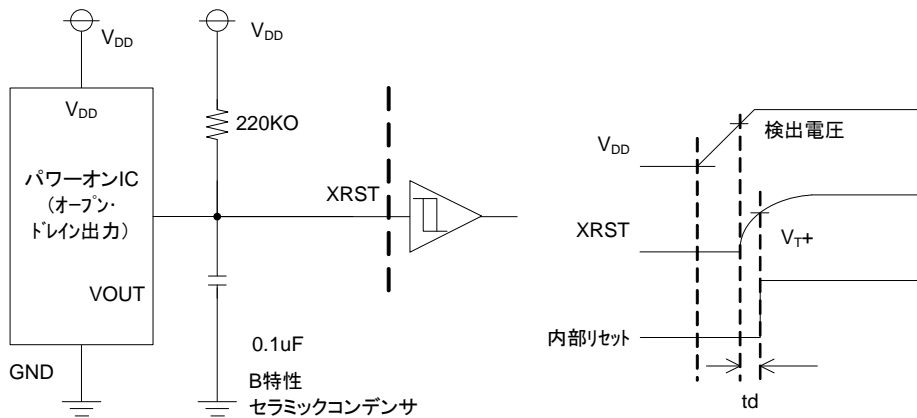 VDD
VDD
VDD
220KO
パワーオンIC
(オープン・
ドレイン出力)
XRST
VOUT
GND
0.1uF
B特性
セラミックコンデンサ
検出電圧
VDD
XRST
VT+
内部リセット
td